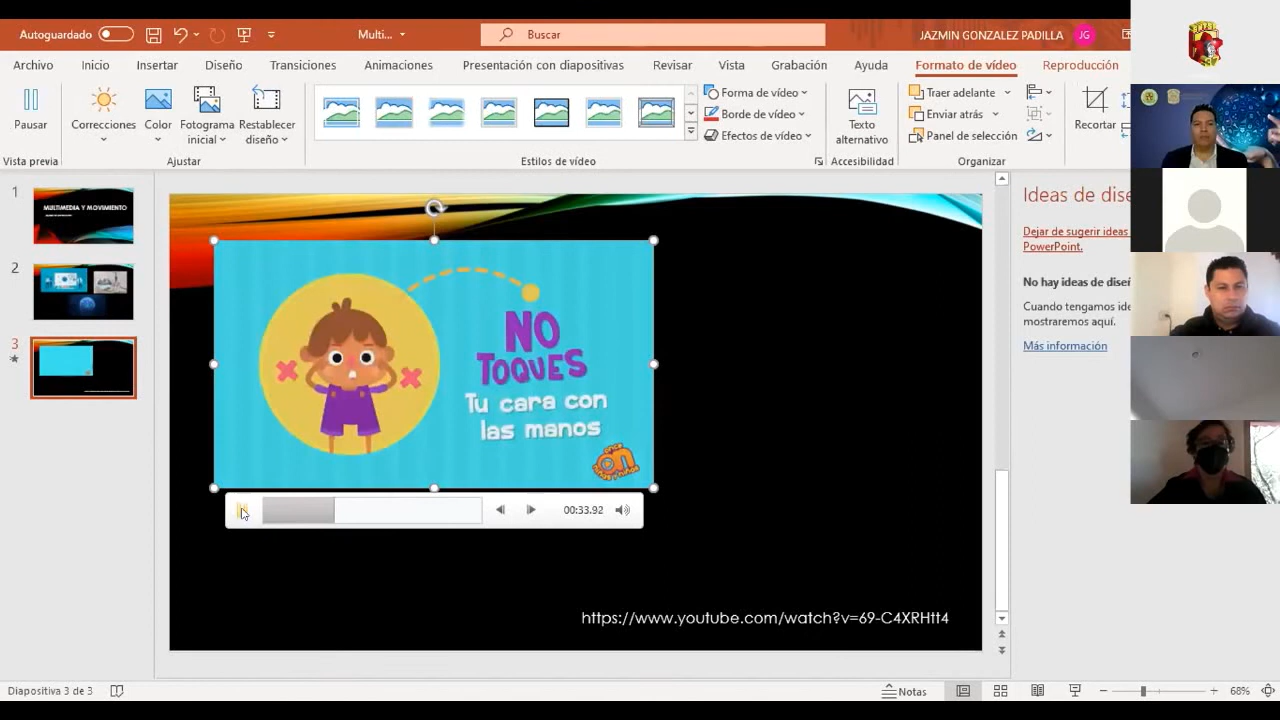 Autoguardado
Multi...
Buscar
JAZMIN GONZALEZ PADILLA
JG
Archivo
Inicio
Insertar
Diseño
Transiciones
Animaciones
Presentación con diapositivas
Revisar
Vista
Grabación
Ayuda
Formato de vídeo
Reproducción
Pausar
Correcciones
Color
Fotograma
inicial
Restablecer
diseño
Forma de vídeo
Borde de vídeo
Efectos de vídeo
Texto
alternativo
Traer adelante
Enviar atrás
Panel de selección
Recortar
Vista previa
Ajustar
Estilos de vídeo
Accesibilidad
Organizar
1
MULTIMEDIA Y MOVIMIENTO
2
3
NO
TOQUES
Tu cara con
las manos
00:33.92
https://www.youtube.com/watch?v=69-C4XRHtt4
Ideas de dise
Dejar de sugerir ideas
PowerPoint.
No hay ideas de diseñ
Cuando tengamos ide
mostraremos aquí.
Más información
Diapositiva 3 de 3
Notas
68%